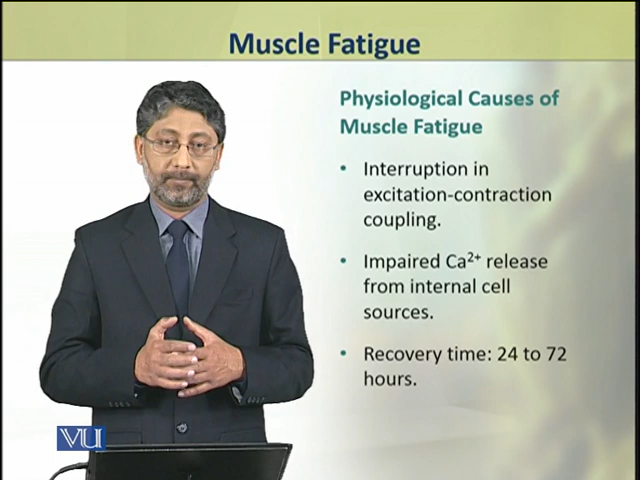 Muscle Fatigue
Physiological Causes of
Muscle Fatigue
• Interruption in
excitation-contraction
coupling.
• Impaired Ca²⁺ release
from internal cell
sources.
• Recovery time: 24 to 72
hours.
VU